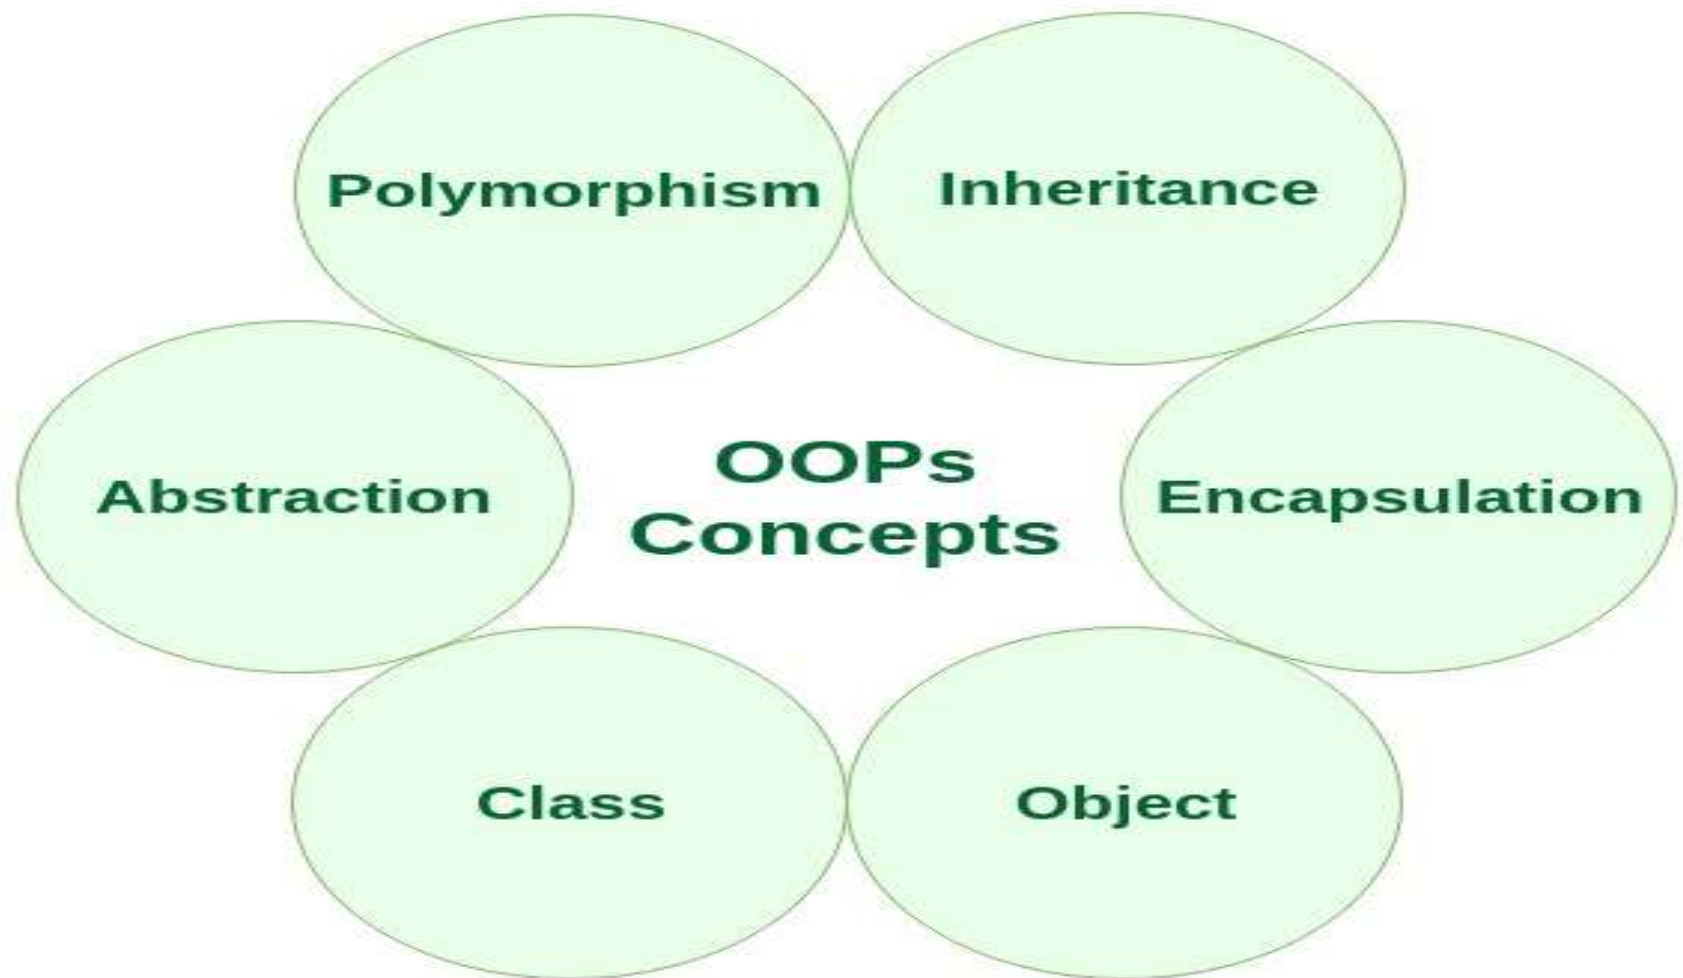 Polymorphism
Inheritance
Abstraction
OOPs
Concepts
Encapsulation
Class
Object